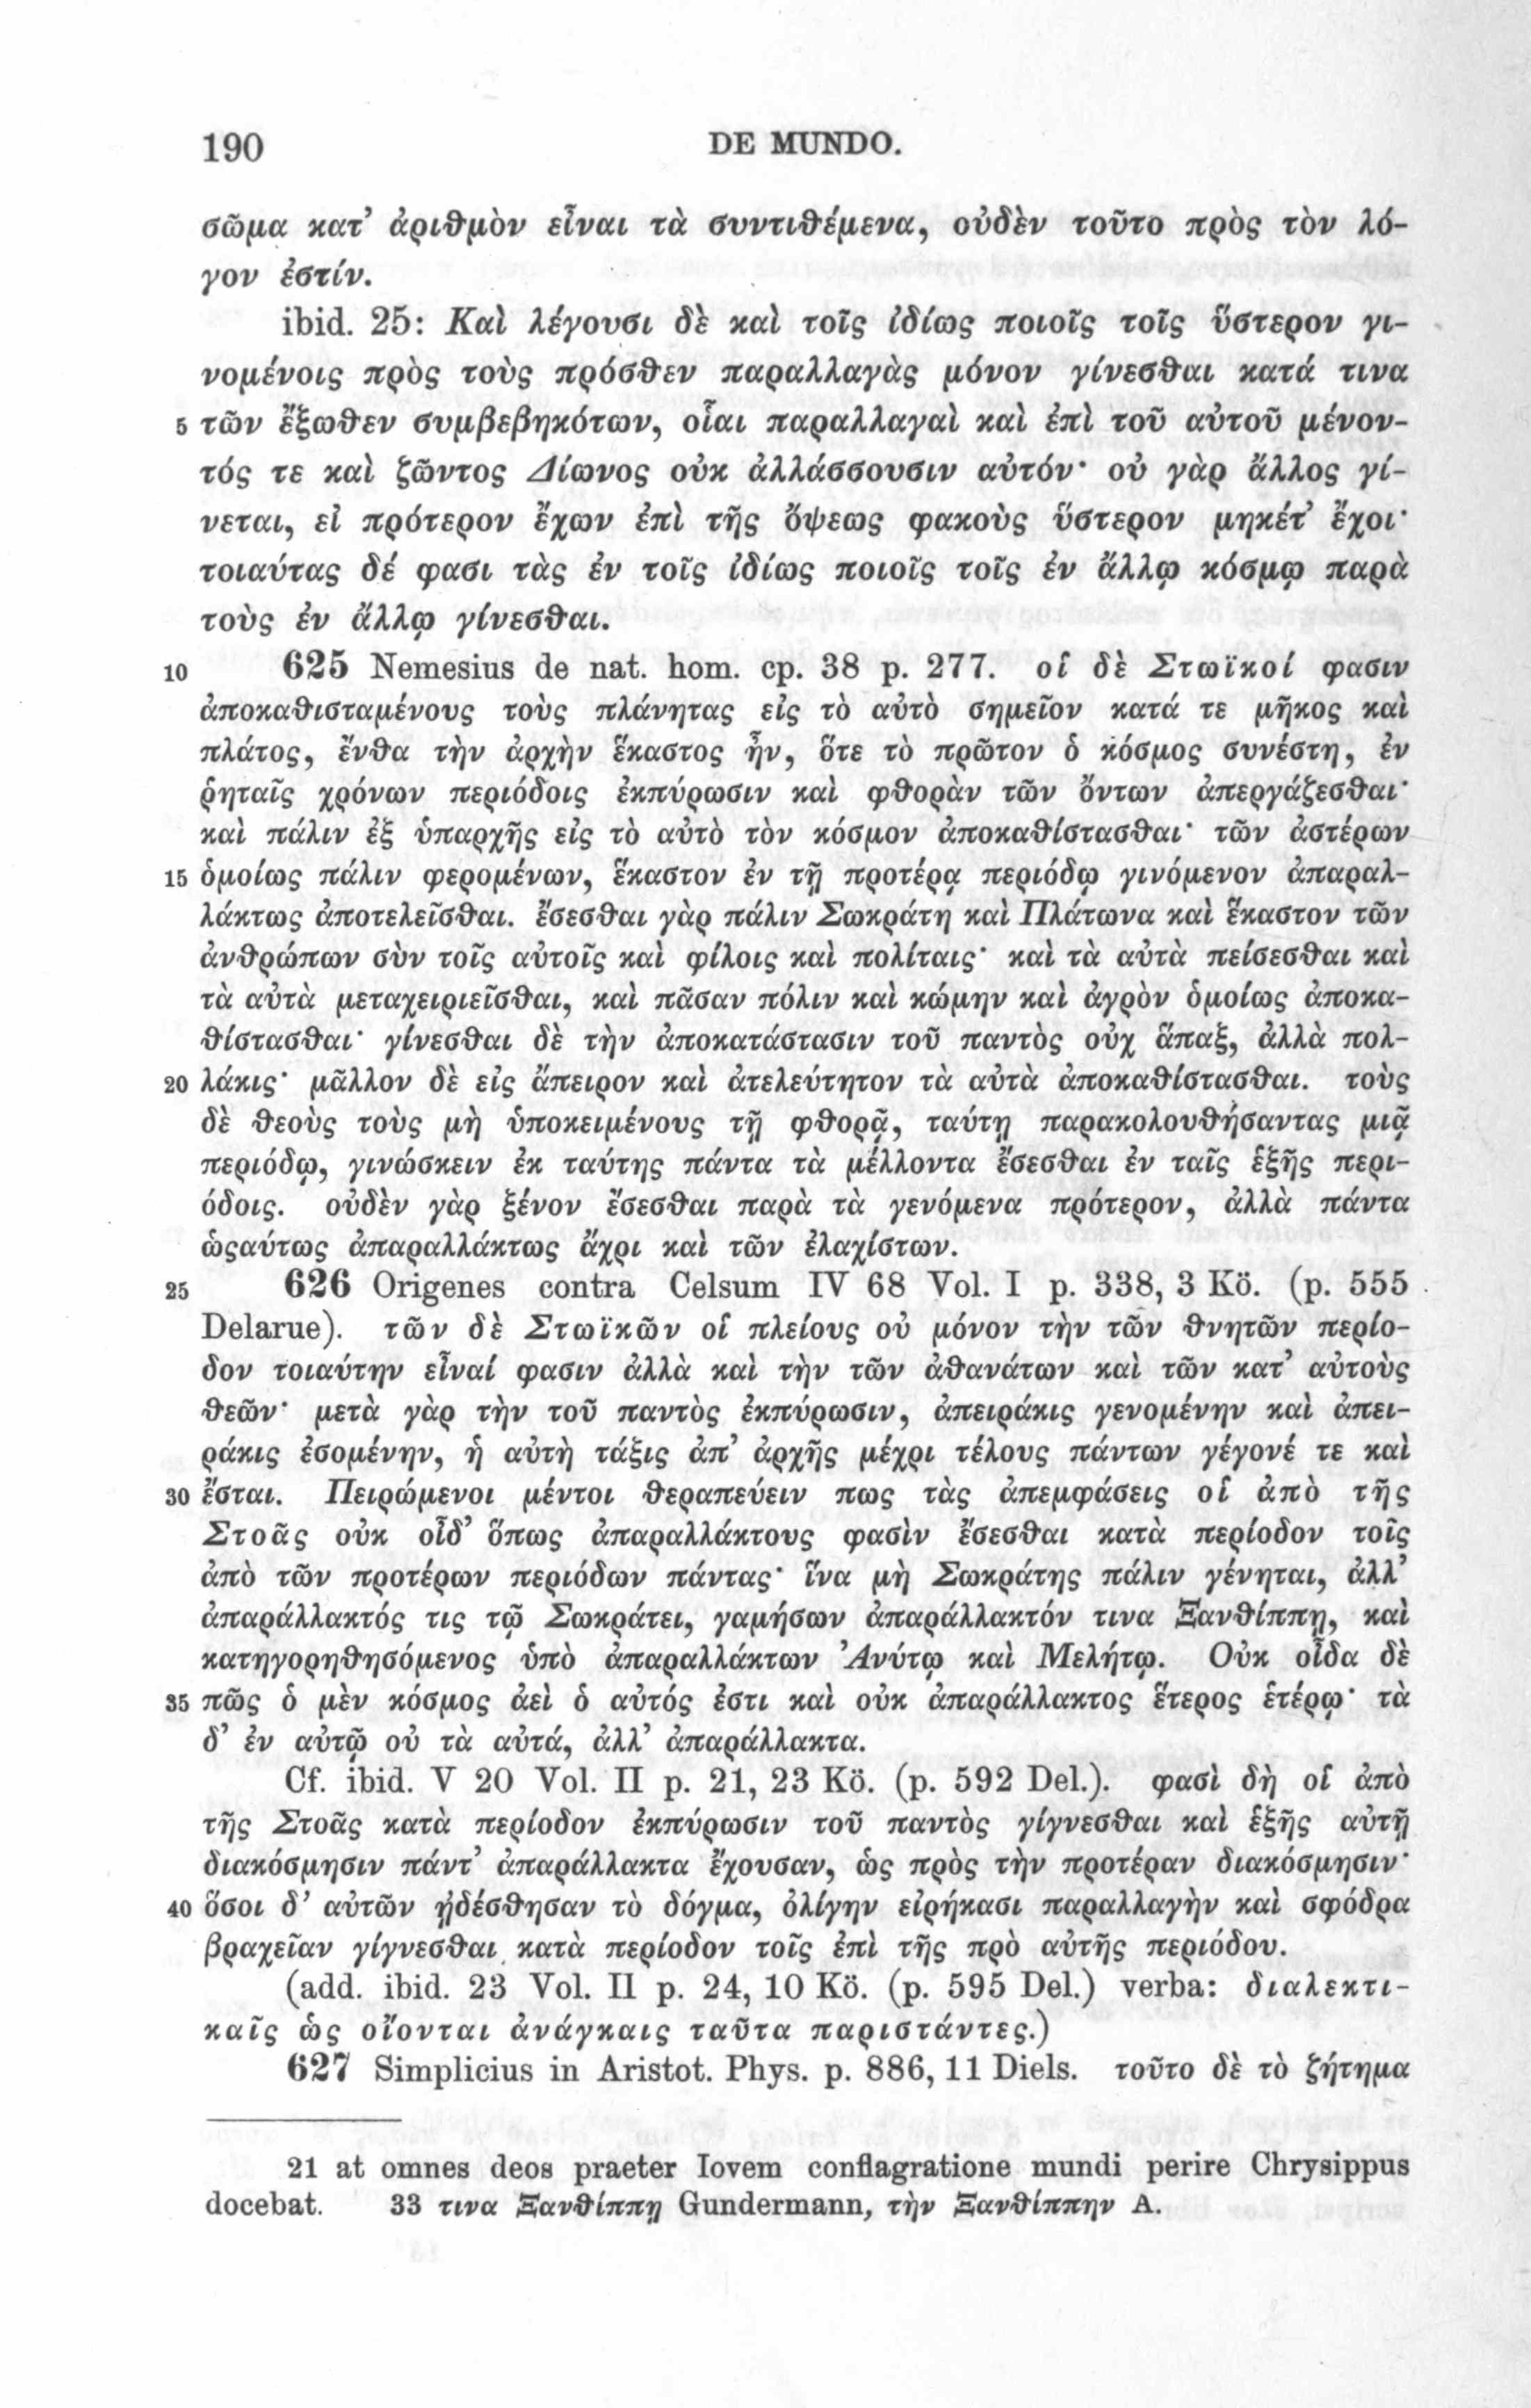 190
DE MUNDO.
σῶμα κατ’ ἀριθμὸν εἶναι τὰ συντιθέμενα, οὐδὲν τοῦτο πρὸς τὸν λό-
γον ἐστίν.
ibid. 25: Καὶ λέγουσι δὲ καὶ τοῖς ἰδίως ποιοῖς τοῖς ὕστερον γι-
νομένοις πρὸς τοὺς πρόσθεν παραλλαγὰς μόνον γίνεσθαι κατά τινα
5 τῶν ἔξωθεν συμβεβηκότων, οἷαι παραλλαγαὶ καὶ ἐπὶ τοῦ αὐτοῦ μένον-
τός τε καὶ ζῶντος Δίωνος οὐκ ἀλλάσσουσιν αὐτόν· οὐ γὰρ ἄλλος γί-
νεται, εἰ πρότερον ἔχων ἐπὶ τῆς ὄψεως φακοὺς ὕστερον μηκέτ’ ἔχοι·
τοιαύτας δέ φασι τὰς ἐν τοῖς ἰδίως ποιοῖς τοῖς ἐν ἄλλῳ κόσμῳ παρὰ
τοὺς ἐν ἄλλῳ γίνεσθαι.
10 625 Nemesius de nat. hom. cp. 38 p. 277. οἱ δὲ Στωϊκοί φασιν
ἀποκαθισταμένους τοὺς πλάνητας εἰς τὸ αὐτὸ σημεῖον κατά τε μῆκος καὶ
πλάτος, ἔνθα τὴν ἀρχὴν ἕκαστος ἦν, ὅτε τὸ πρῶτον ὁ κόσμος συνέστη, ἐν
ῥηταῖς χρόνων περιόδοις ἐκπύρωσιν καὶ φθορὰν τῶν ὄντων ἀπεργάζεσθαι·
καὶ πάλιν ἐξ ὑπαρχῆς εἰς τὸ αὐτὸ τὸν κόσμον ἀποκαθίστασθαι· τῶν ἀστέρων
15 ὁμοίως πάλιν φερομένων, ἕκαστον ἐν τῇ προτέρᾳ περιόδῳ γινόμενον ἀπαραλ-
λάκτως ἀποτελεῖσθαι. ἔσεσθαι γὰρ πάλιν Σωκράτη καὶ Πλάτωνα καὶ ἕκαστον τῶν
ἀνθρώπων σὺν τοῖς αὐτοῖς καὶ φίλοις καὶ πολίταις· καὶ τὰ αὐτὰ πείσεσθαι καὶ
τὰ αὐτὰ μεταχειριεῖσθαι, καὶ πᾶσαν πόλιν καὶ κώμην καὶ ἀγρὸν ὁμοίως ἀποκα-
θίστασθαι· γίνεσθαι δὲ τὴν ἀποκατάστασιν τοῦ παντὸς οὐχ ἅπαξ, ἀλλὰ πολ-
20 λάκις· μᾶλλον δὲ εἰς ἄπειρον καὶ ἀτελεύτητον τὰ αὐτὰ ἀποκαθίστασθαι. τοὺς
δὲ θεοὺς τοὺς μὴ ὑποκειμένους τῇ φθορᾷ, ταύτῃ παρακολουθήσαντας μιᾷ
περιόδῳ, γινώσκειν ἐκ ταύτης πάντα τὰ μέλλοντα ἔσεσθαι ἐν ταῖς ἑξῆς περι-
όδοις. οὐδὲν γὰρ ξένον ἔσεσθαι παρὰ τὰ γενόμενα πρότερον, ἀλλὰ πάντα
ὡςαύτως ἀπαραλλάκτως ἄχρι καὶ τῶν ἐλαχίστων.
25 626 Origenes contra Celsum IV 68 Vol. I p. 338, 3 Kö. (p. 555
Delarue). τῶν δὲ Στωϊκῶν οἱ πλείους οὐ μόνον τὴν τῶν θνητῶν περίο-
δον τοιαύτην εἶναί φασιν ἀλλὰ καὶ τὴν τῶν ἀθανάτων καὶ τῶν κατ’ αὐτοὺς
θεῶν· μετὰ γὰρ τὴν τοῦ παντὸς ἐκπύρωσιν, ἀπειράκις γενομένην καὶ ἀπει-
ράκις ἐσομένην, ἡ αὐτὴ τάξις ἀπ’ ἀρχῆς μέχρι τέλους πάντων γέγονέ τε καὶ
30 ἔσται. Πειρώμενοι μέντοι θεραπεύειν πως τὰς ἀπεμφάσεις οἱ ἀπὸ τῆς
Στοᾶς οὐκ οἶδ’ ὅπως ἀπαραλλάκτους φασὶν ἔσεσθαι κατὰ περίοδον τοῖς
ἀπὸ τῶν προτέρων περιόδων πάντας· ἵνα μὴ Σωκράτης πάλιν γένηται, ἀλλ’
ἀπαράλλακτός τις τῷ Σωκράτει, γαμήσων ἀπαράλλακτόν τινα Ξανθίππῃ, καὶ
κατηγορηθησόμενος ὑπὸ ἀπαραλλάκτων Ἀνύτῳ καὶ Μελήτῳ. Οὐκ οἶδα δὲ
35 πῶς ὁ μὲν κόσμος ἀεὶ ὁ αὐτός ἐστι καὶ οὐκ ἀπαράλλακτος ἕτερος ἑτέρῳ· τὰ
δ’ ἐν αὐτῷ οὐ τὰ αὐτά, ἀλλ’ ἀπαράλλακτα.
Cf. ibid. V 20 Vol. II p. 21, 23 Kö. (p. 592 Del.). φασὶ δὴ οἱ ἀπὸ
τῆς Στοᾶς κατὰ περίοδον ἐκπύρωσιν τοῦ παντὸς γίγνεσθαι καὶ ἑξῆς αὐτῇ
διακόσμησιν πάντ’ ἀπαράλλακτα ἔχουσαν, ὡς πρὸς τὴν προτέραν διακόσμησιν·
40 ὅσοι δ’ αὐτῶν ᾐδέσθησαν τὸ δόγμα, ὀλίγην εἰρήκασι παραλλαγὴν καὶ σφόδρα
βραχεῖαν γίγνεσθαι κατὰ περίοδον τοῖς ἐπὶ τῆς πρὸ αὐτῆς περιόδου.
(add. ibid. 23 Vol. II p. 24, 10 Kö. (p. 595 Del.) verba: διαλεκτι-
καῖς ὡς οἴονται ἀνάγκαις ταῦτα παριστάντες.)
627 Simplicius in Aristot. Phys. p. 886, 11 Diels. τοῦτο δὲ τὸ ζήτημα
21 at omnes deos praeter Iovem conflagratione mundi perire Chrysippus
docebat. 33 τινα Ξανθίππῃ Gundermann, τὴν Ξανθίππην A.